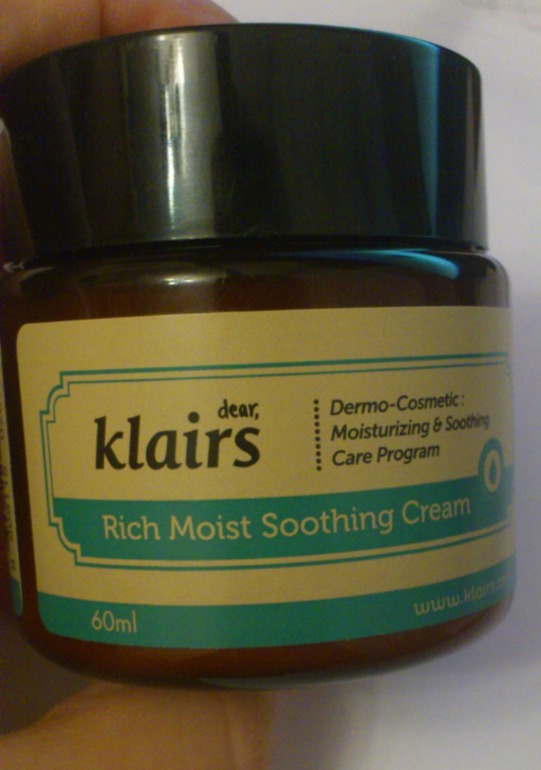 dear,
klairs
Dermo-Cosmetic :
Moisturizing & Soothing
Care Program
Rich Moist Soothing Cream
60ml